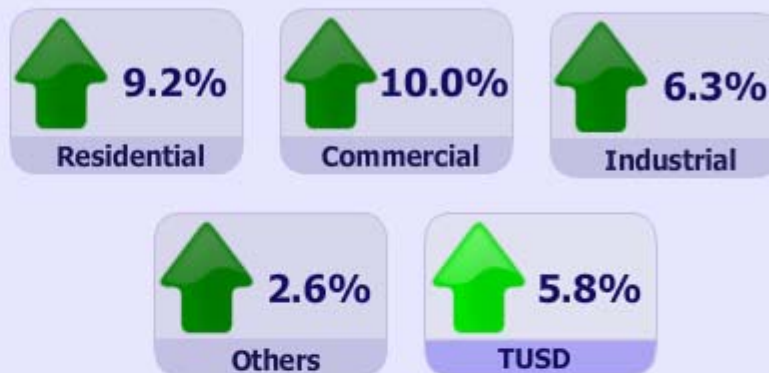 9.2%
Residential
10.0%
Commercial
6.3%
Industrial
2.6%
Others
5.8%
TUSD